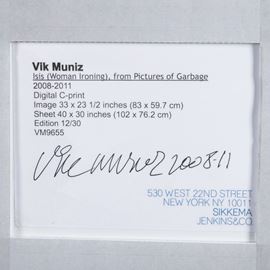 Vik Muniz
Isis (Woman Ironing), from Pictures of Garbage
2008-2011
Digital C-print
Image 33 x 23 1/2 inches (83 x 59.7 cm)
Sheet 40 x 30 inches (102 x 76.2 cm)
Edition 12/30
VM9655
Vik Muniz 2008-11
530 WEST 22ND STREET
NEW YORK NY 10011
SIKKEMA
JENKINS&CO.